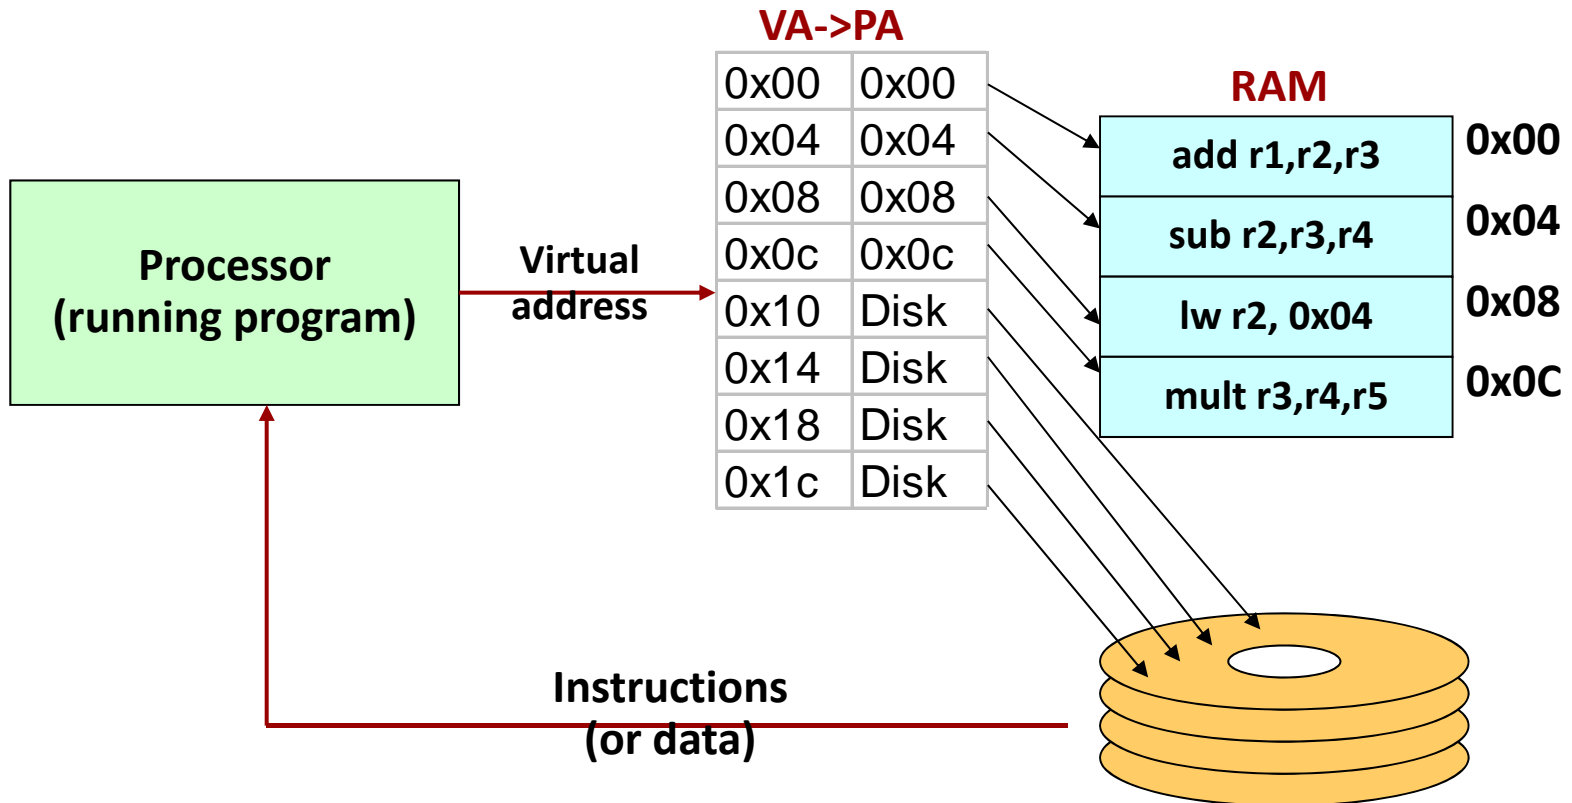 VA->PA
0x00 0x00
0x04 0x04
0x08 0x08
0x0c 0x0c
0x10 Disk
0x14 Disk
0x18 Disk
0x1c Disk
RAM
add r1,r2,r3 0x00
sub r2,r3,r4 0x04
lw r2, 0x04 0x08
mult r3,r4,r5 0x0C
Processor
(running program)
Virtual
address
Instructions
(or data)